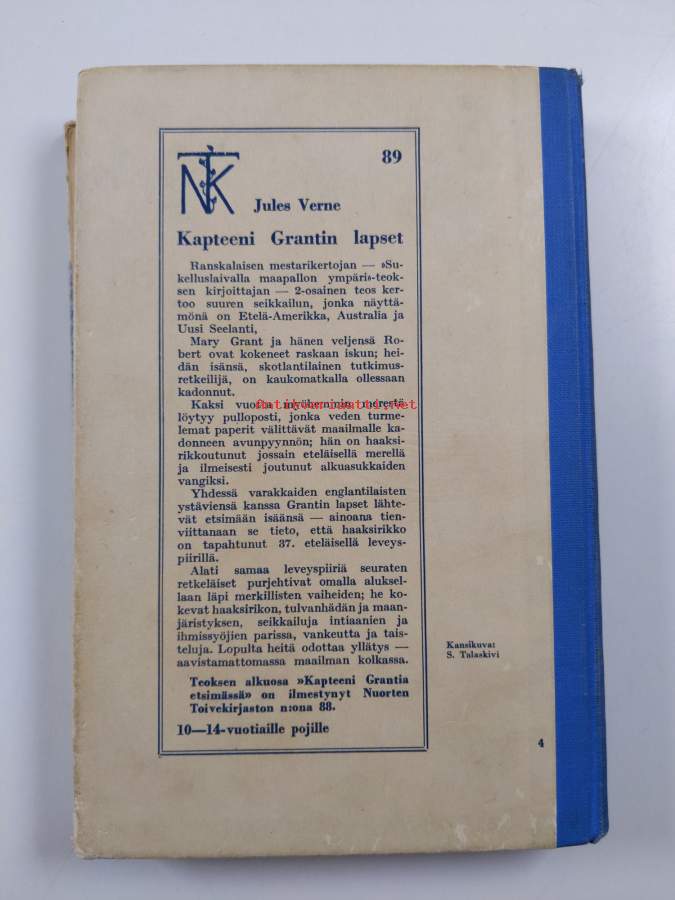 NTK
89
Jules Verne
Kapteeni Grantin lapset
Ranskalaisen mestarikertojan — »Su-
kelluslaivalla maapallon ympäri»-teok-
sen kirjoittajan — 2-osainen teos ker-
too suuren seikkailun, jonka näyttä-
mönä on Etelä-Amerikka, Australia ja
Uusi Seelanti,
Mary Grant ja hänen veljensä Ro-
bert ovat kokeneet raskaan iskun; hei-
dän isänsä, skotlantilainen tutkimus-
retkeilijä, on kaukomatkalla ollessaan
kadonnut.
Kaksi vuotta myöhemmin merestä
antikvariaatti.net
löytyy pulloposti, jonka veden turme-
lemat paperit välittävät maailmalle ka-
donneen avunpyynnön; hän on haaksi-
rikkoutunut jossain eteläisellä merellä
ja ilmeisesti joutunut alkuasukkaiden
vangiksi.
Yhdessä varakkaiden englantilaisten
ystäviensä kanssa Grantin lapset lähte-
vät etsimään isäänsä — ainoana tien-
viittanaan se tieto, että haaksirikko
on tapahtunut 37. eteläisellä leveys-
piirillä.
Alati samaa leveyspiiriä seuraten
retkeläiset purjehtivat omalla aluksel-
laan läpi merkillisten vaiheiden; he ko-
kevat haaksirikon, tulvanhädän ja maan-
järistyksen, seikkailuja intiaanien ja
ihmissyöjien parissa, vankeutta ja tais-
teluja. Lopulta heitä odottaa yllätys —
aavistamattomassa maailman kolkassa.
Teoksen alkuosa »Kapteeni Grantia
etsimässä» on ilmestynyt Nuorten
Toivekirjaston n:ona 88.
10—14-vuotiaille pojille
Kansikuva:
S. Talaskivi
4